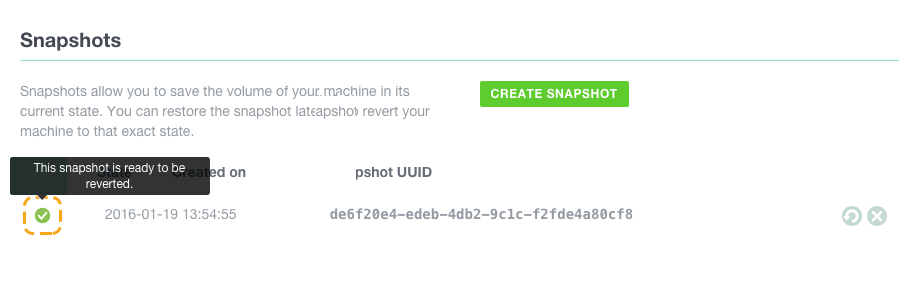 Snapshots
Snapshots allow you to save the volume of your machine in its
current state. You can restore the snapshot revert your
machine to that exact state.
CREATE SNAPSHOT
This snapshot is ready to be
reverted.
State Created on pshot UUID
2016-01-19 13:54:55 de6f20e4-edeb-4db2-9c1c-f2fde4a80cf8